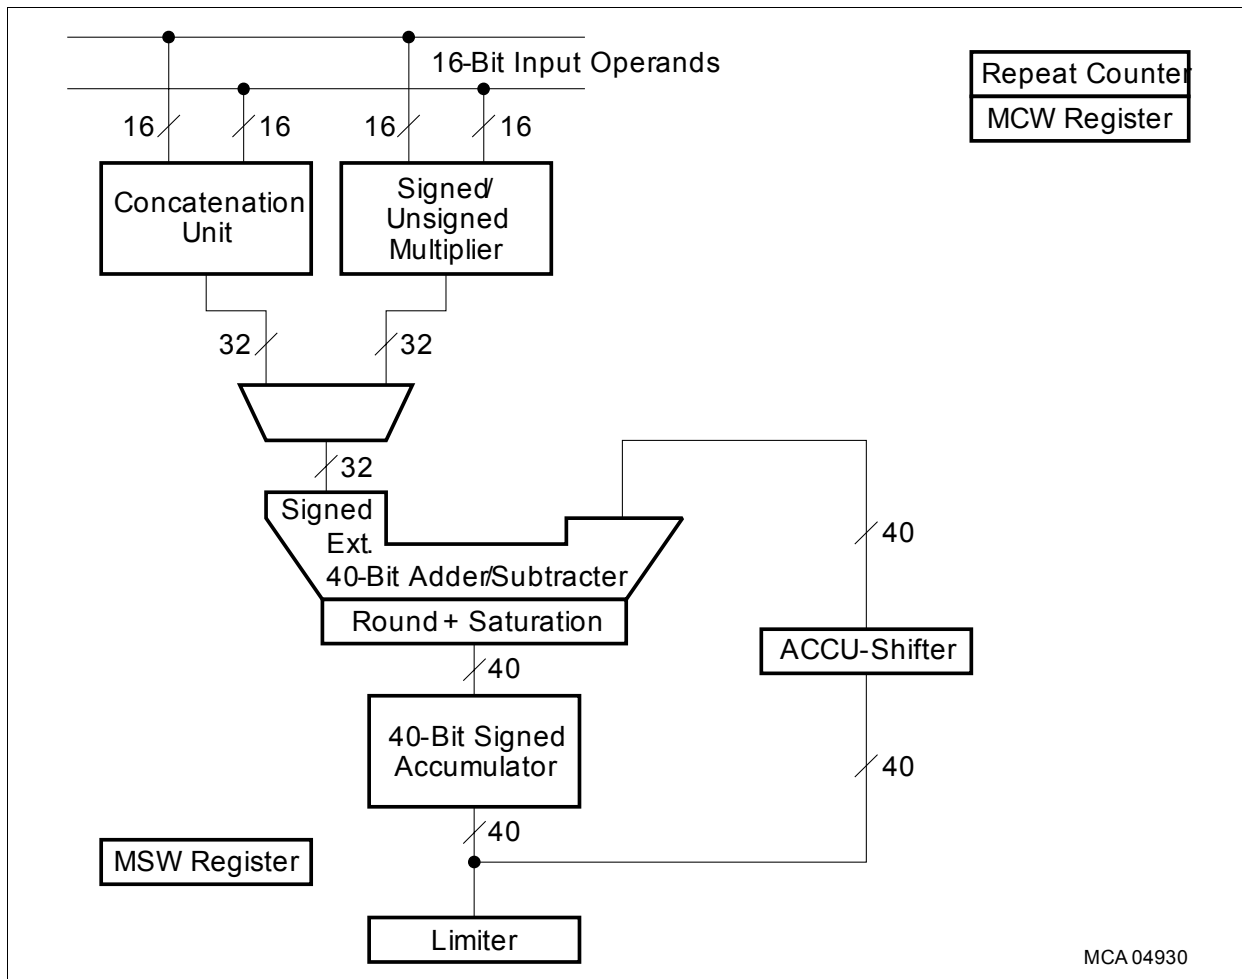 16-Bit Input Operands
Repeat Counter
MCW Register
16
16
16
16
Concatenation
Unit
Signed/
Unsigned
Multiplier
32
32
32
Signed
Ext.
40-Bit Adder/Subtracter
Round + Saturation
40
ACCU-Shifter
40
40-Bit Signed
Accumulator
40
40
MSW Register
Limiter
MCA 04930